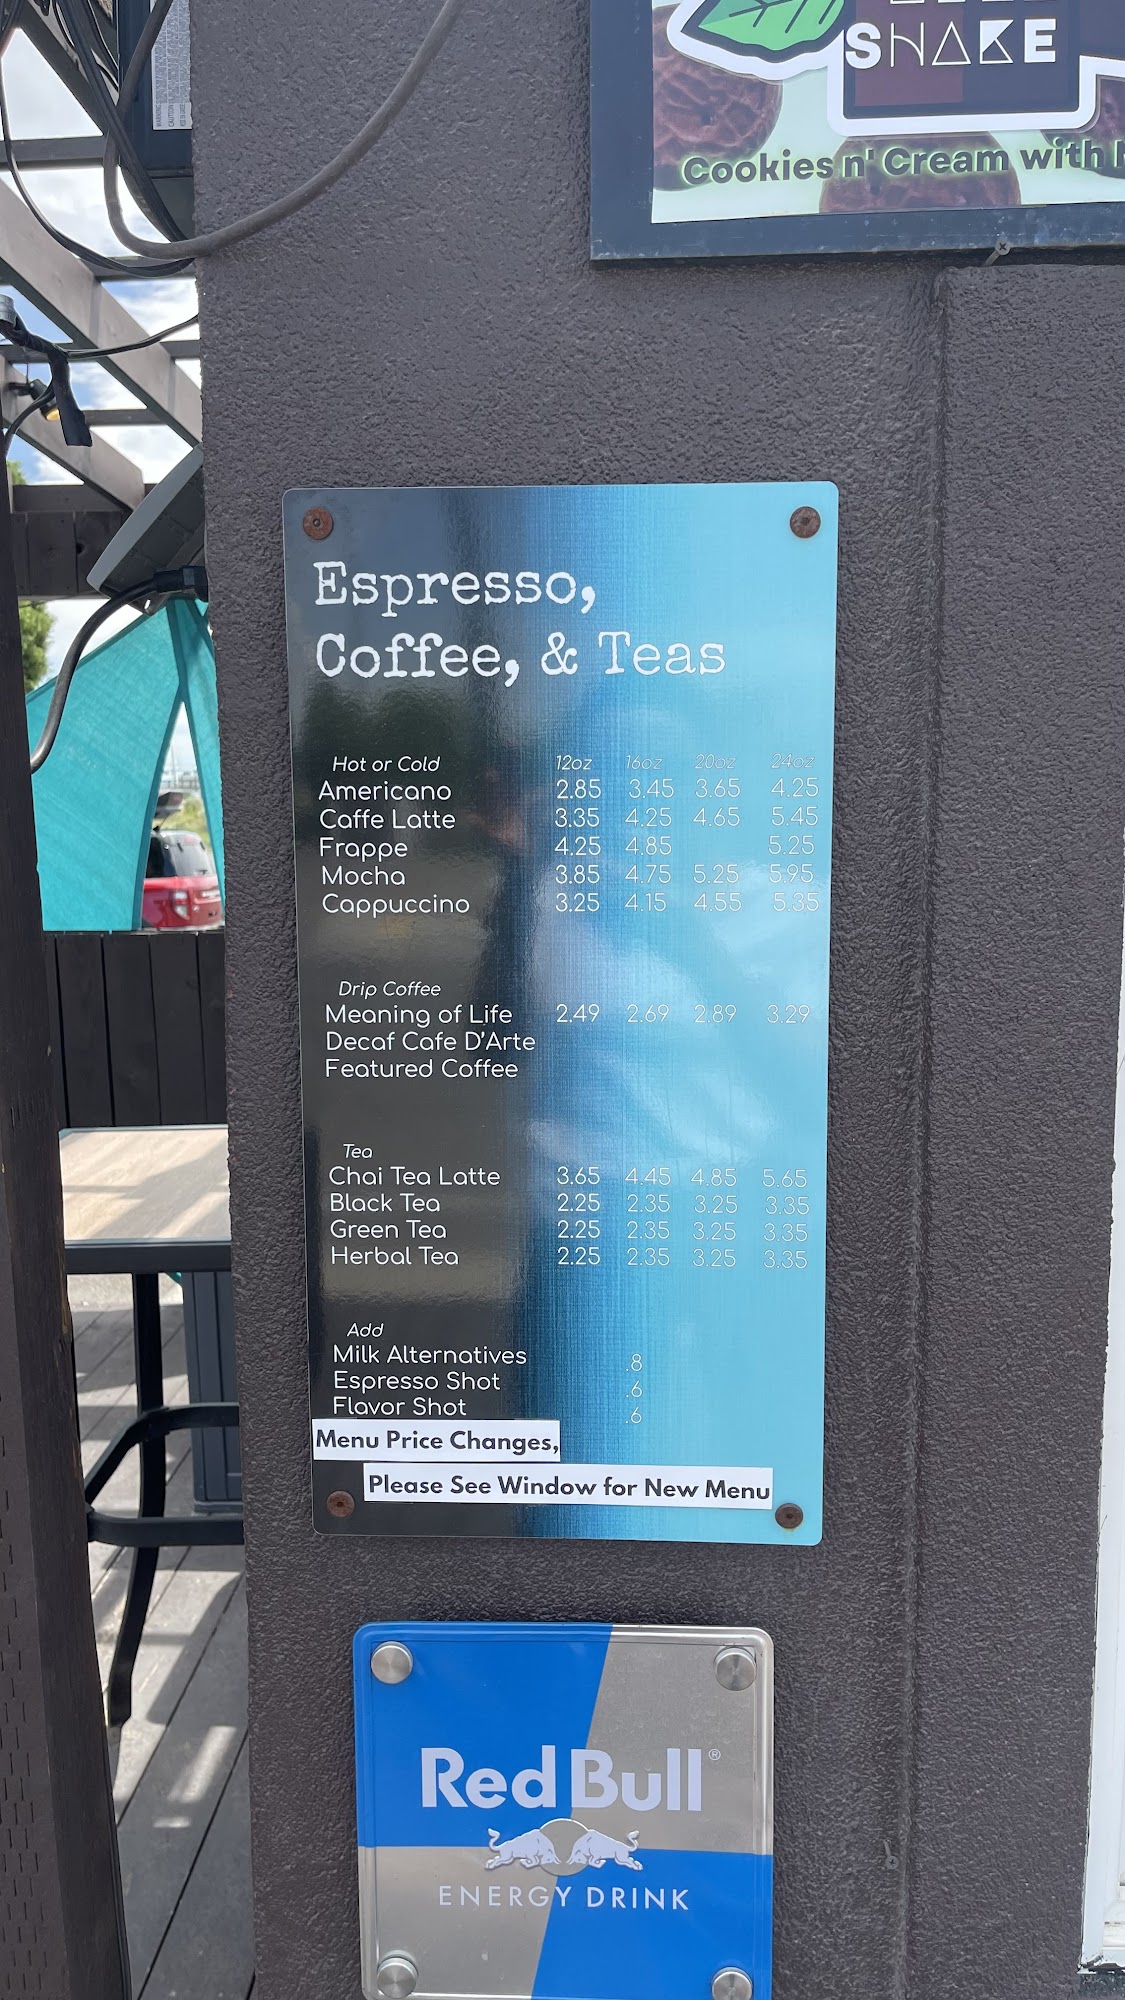 SHAKE
Cookies n' Cream with
Espresso,
Coffee, & Teas
Hot or Cold 12oz 16oz 20oz 24oz
Americano 2.85 3.45 3.65 4.25
Caffe Latte 3.35 4.25 4.65 5.45
Frappe 4.25 4.85 5.25
Mocha 3.85 4.75 5.25 5.95
Cappuccino 3.25 4.15 4.55 5.35
Drip Coffee
Meaning of Life 2.49 2.69 2.89 3.29
Decaf Cafe D'Arte
Featured Coffee
Tea
Chai Tea Latte 3.65 4.45 4.85 5.65
Black Tea 2.25 2.35 3.25 3.35
Green Tea 2.25 2.35 3.25 3.35
Herbal Tea 2.25 2.35 3.25 3.35
Add
Milk Alternatives .8
Espresso Shot .6
Flavor Shot .6
Menu Price Changes,
Please See Window for New Menu
Red Bull®
ENERGY DRINK